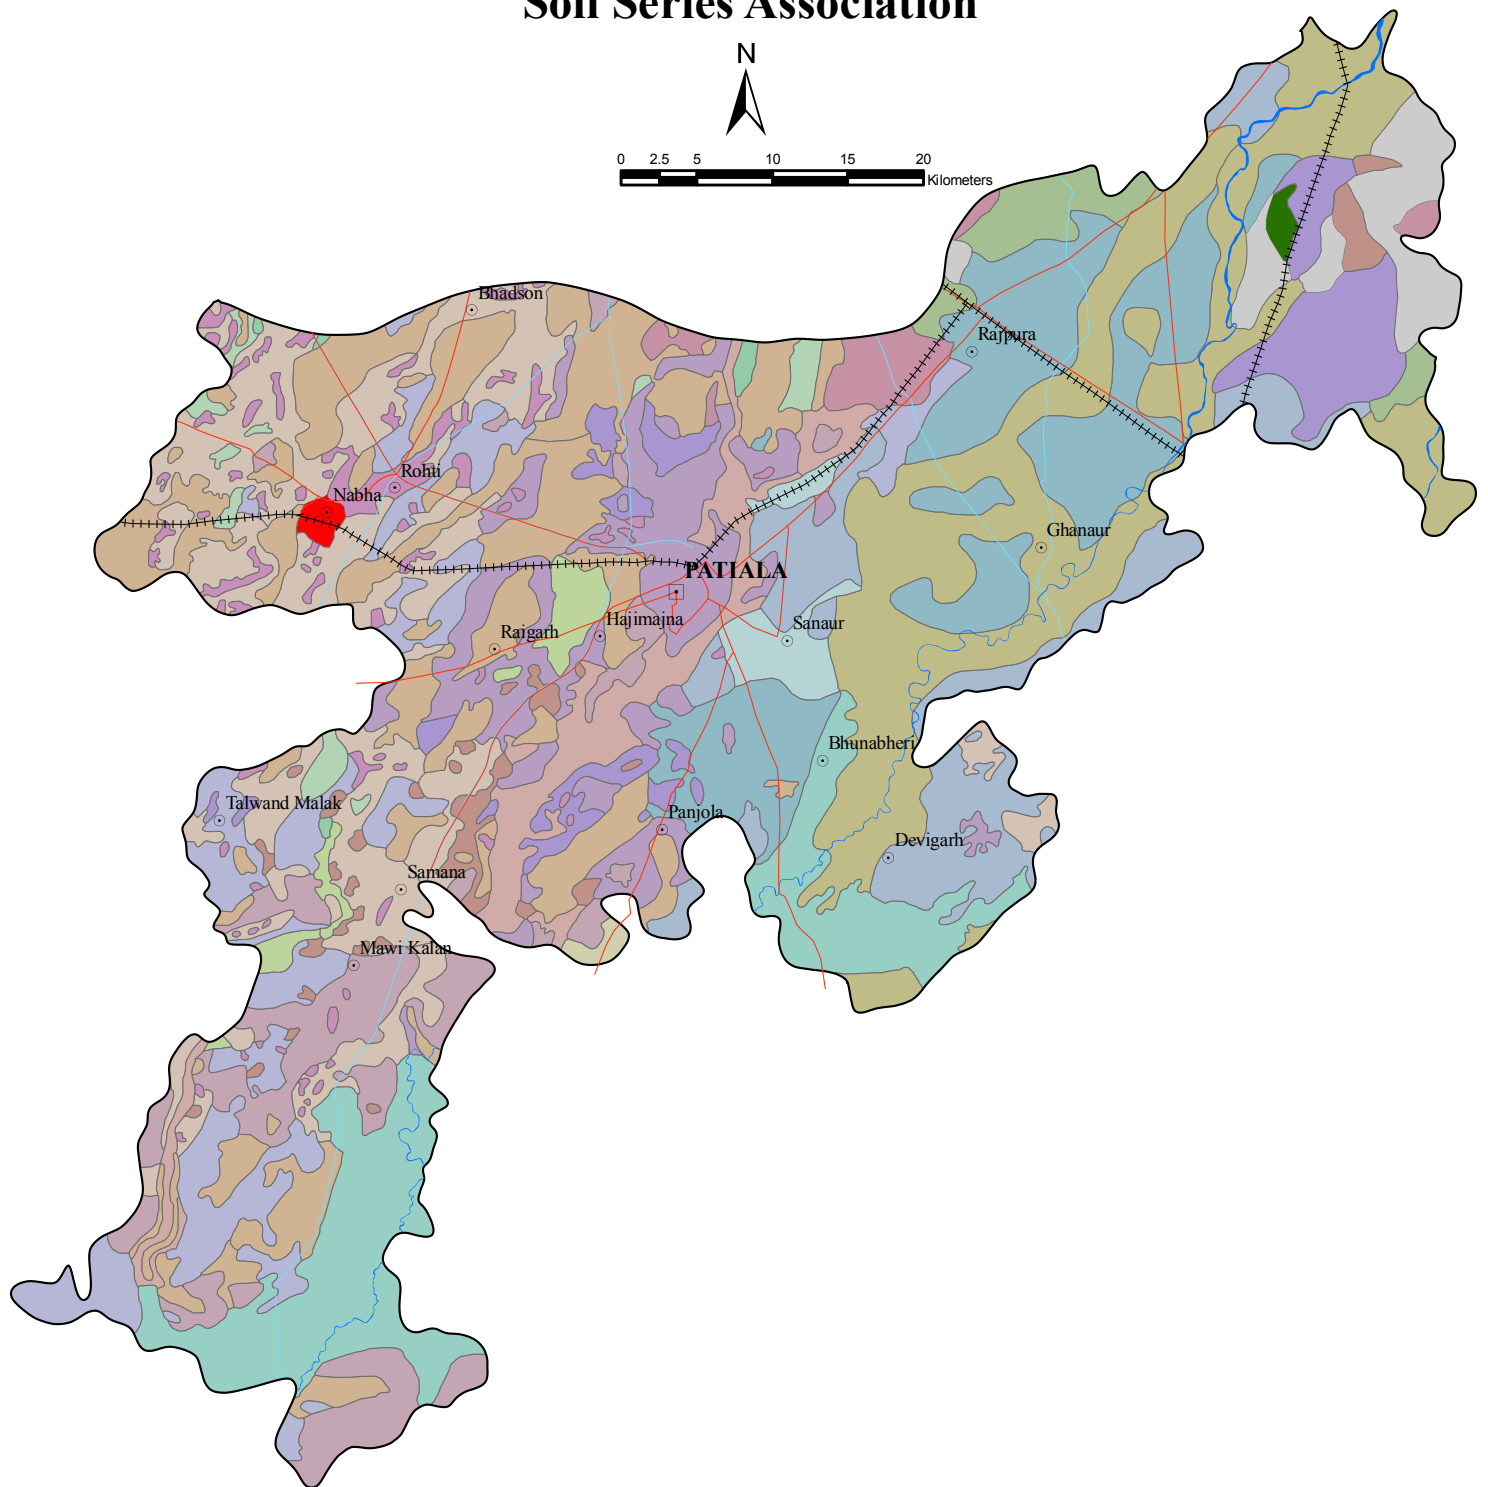 Soil Series Association
N
0 2.5 5 10 15 20
Kilometers
Bhadson
Rajpura
Rohti
Nabha
Ghanaur
PATIALA
Hajimajna
Sanaur
Raigarh
Bhunabheri
Talwand Malak
Panjola
Devigarh
Samana
Mawi Kalan